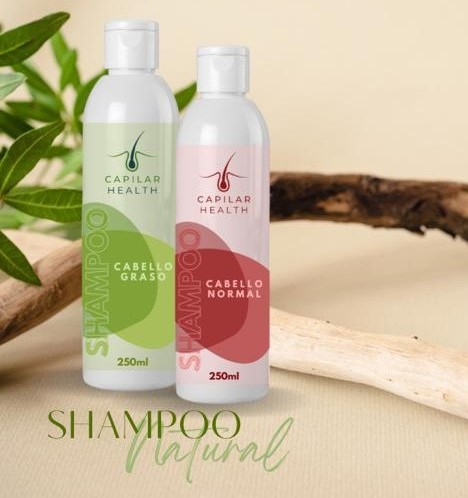 CAPILAR
HEALTH
SHAMPOO
CABELLO
GRASO
250ml
CAPILAR
HEALTH
SHAMPOO
CABELLO
NORMAL
250ml
SHAMPOO
Natural